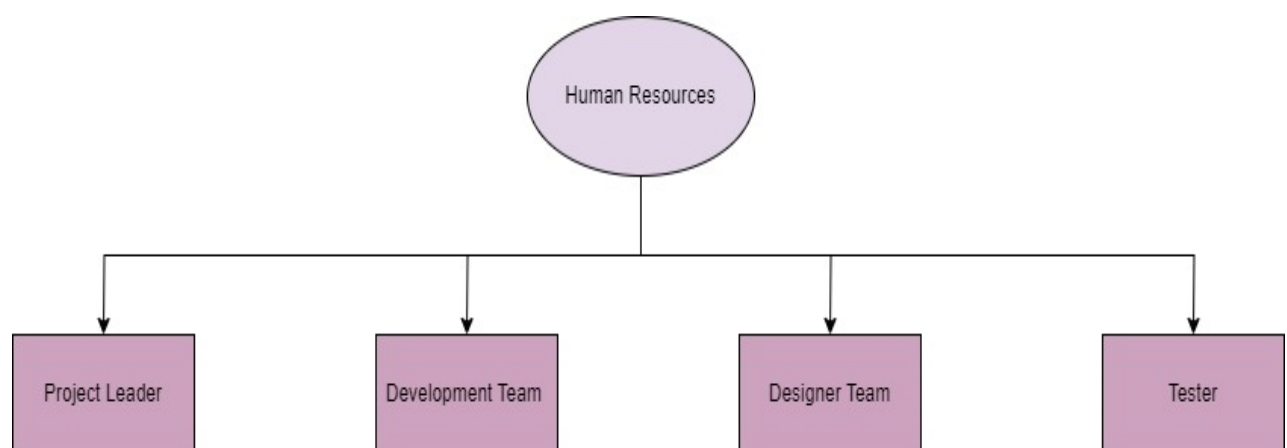 Human Resources
Project Leader
Development Team
Designer Team
Tester